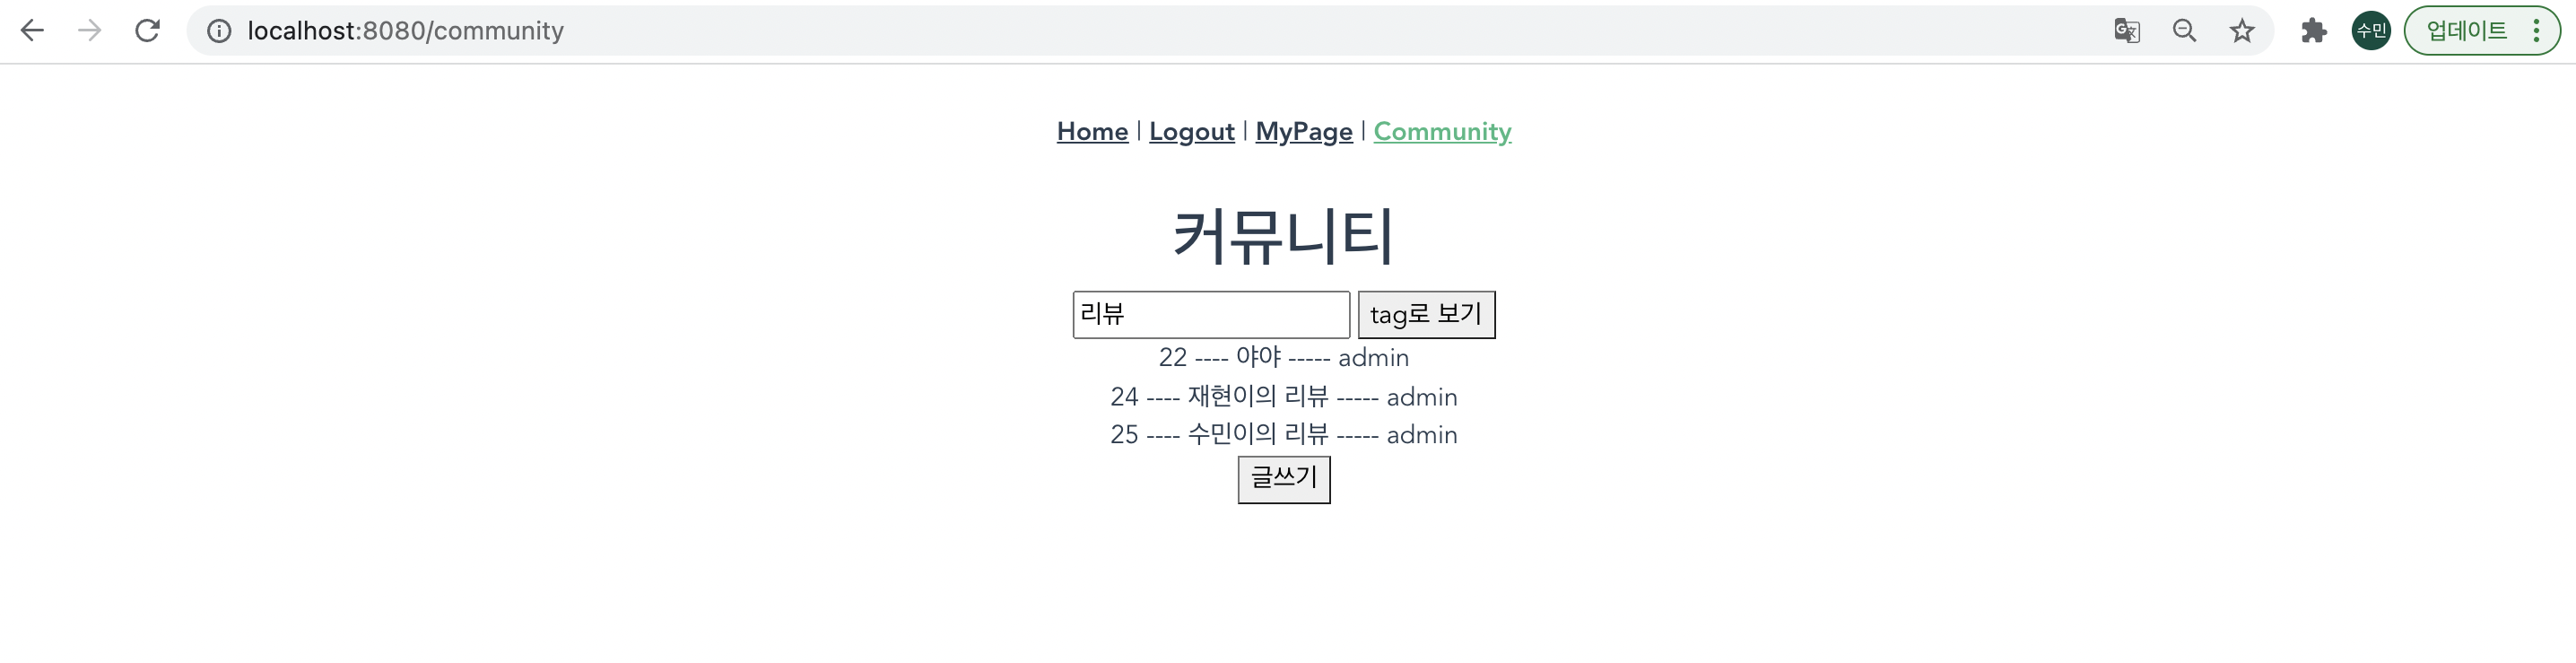 localhost:8080/community 수민 업데이트
Home | Logout | MyPage | Community
커뮤니티
리뷰 tag로 보기
22 ---- 야야 ----- admin
24 ---- 재현이의 리뷰 ----- admin
25 ---- 수민이의 리뷰 ----- admin
글쓰기